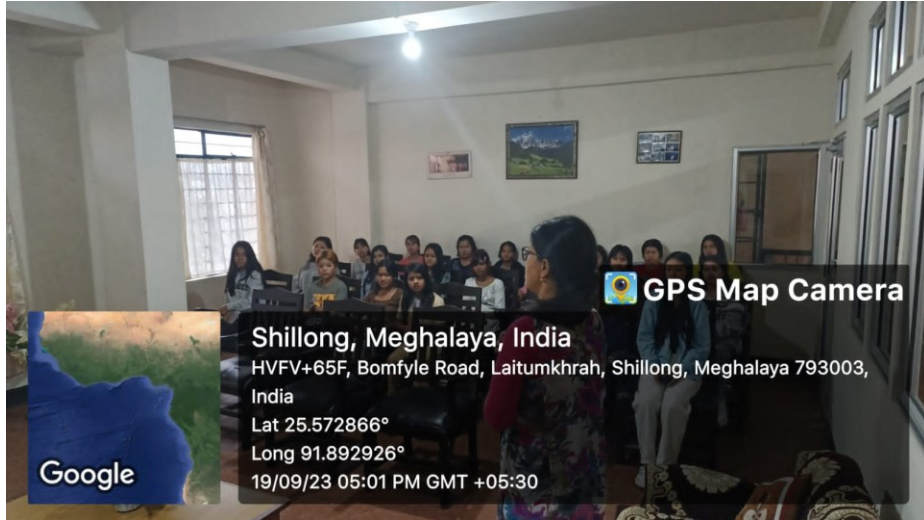 GPS Map Camera
Shillong, Meghalaya, India
HVFV+65F, Bomfyle Road, Laitumkhrah, Shillong, Meghalaya 793003,
India
Lat 25.572866°
Long 91.892926°
19/09/23 05:01 PM GMT +05:30
Google